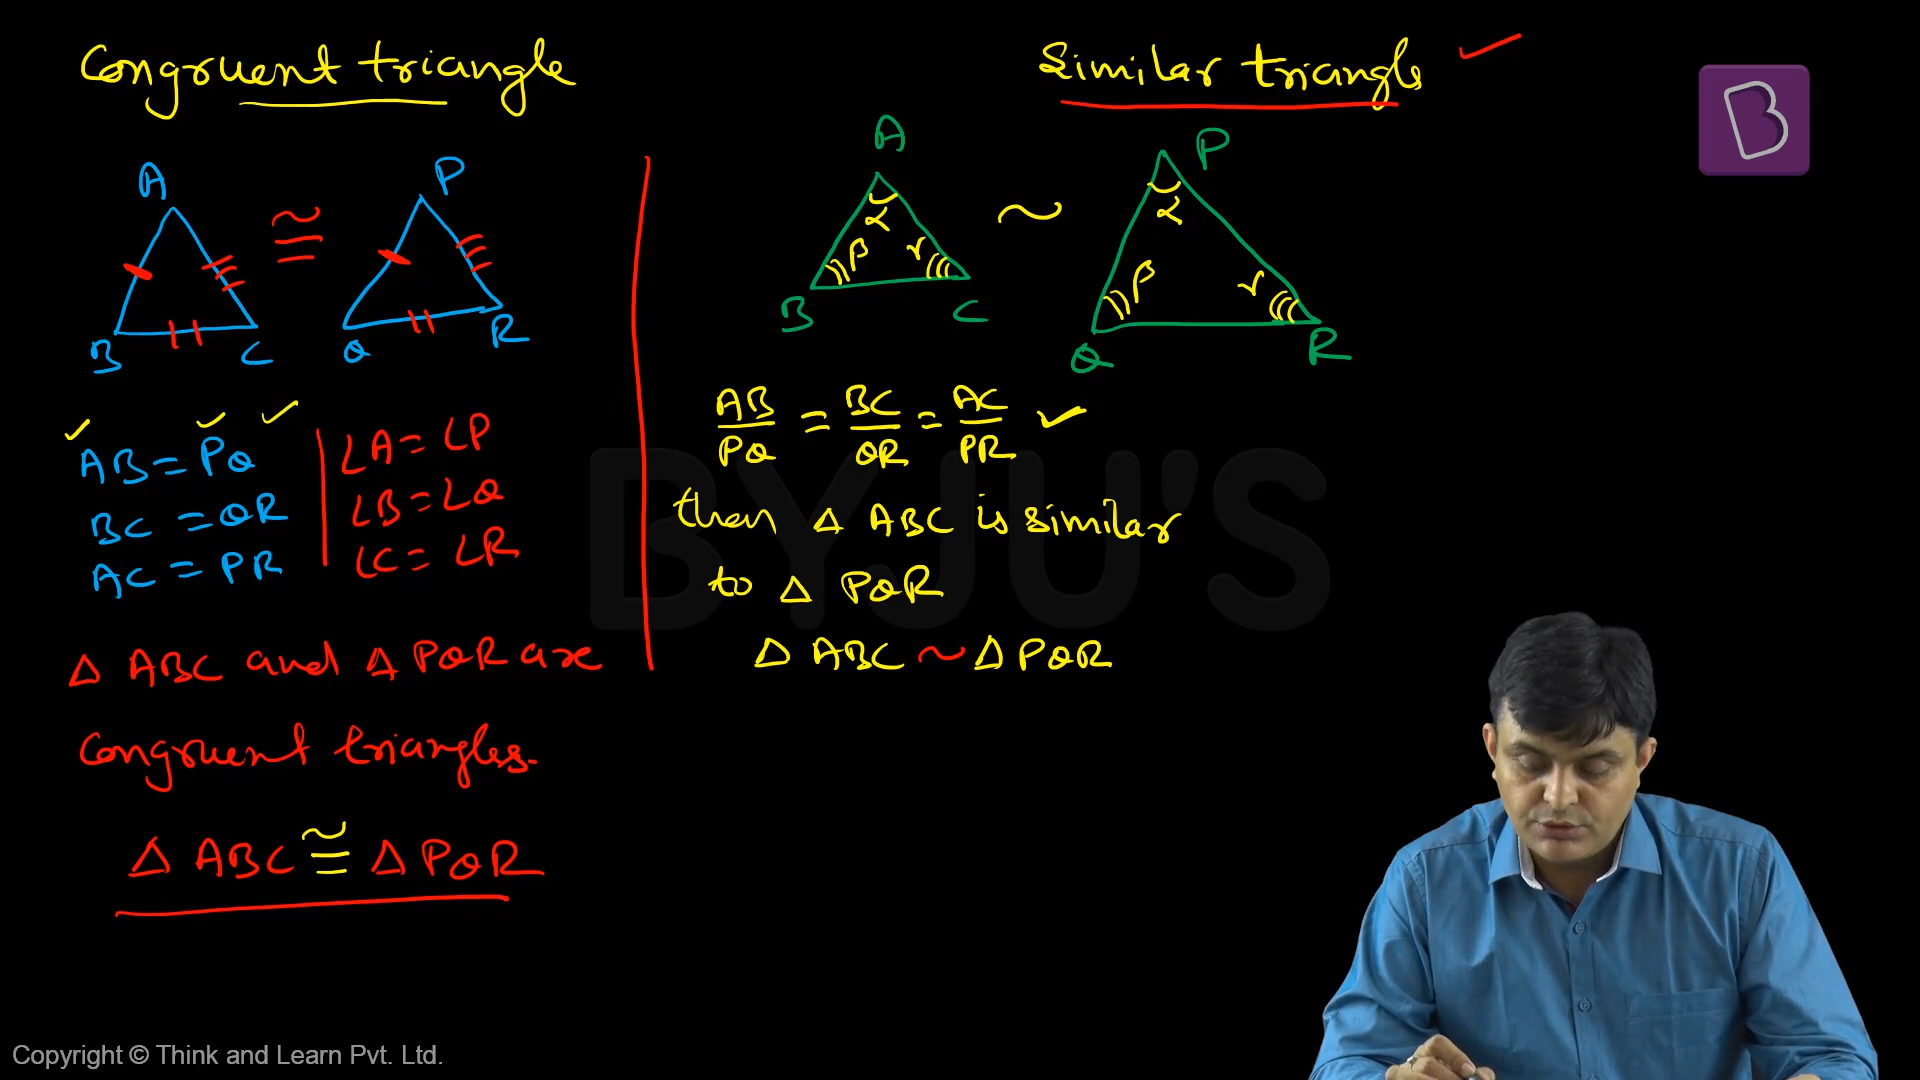 Congruent triangle
A
P
≅
B
C
Q
R
AB = PQ
BC = QR
AC = PR
∠A = ∠P
∠B = ∠Q
∠C = ∠R
Δ ABC and Δ PQR are
congruent triangles.
Δ ABC ≅ Δ PQR
Similar triangle
A
P
α
α
~
β
γ
β
γ
B
C
Q
R
AB/PQ = BC/QR = AC/PR
then Δ ABC is similar
to Δ PQR
Δ ABC ~ Δ PQR
B
BYJU'S
Copyright © Think and Learn Pvt. Ltd.